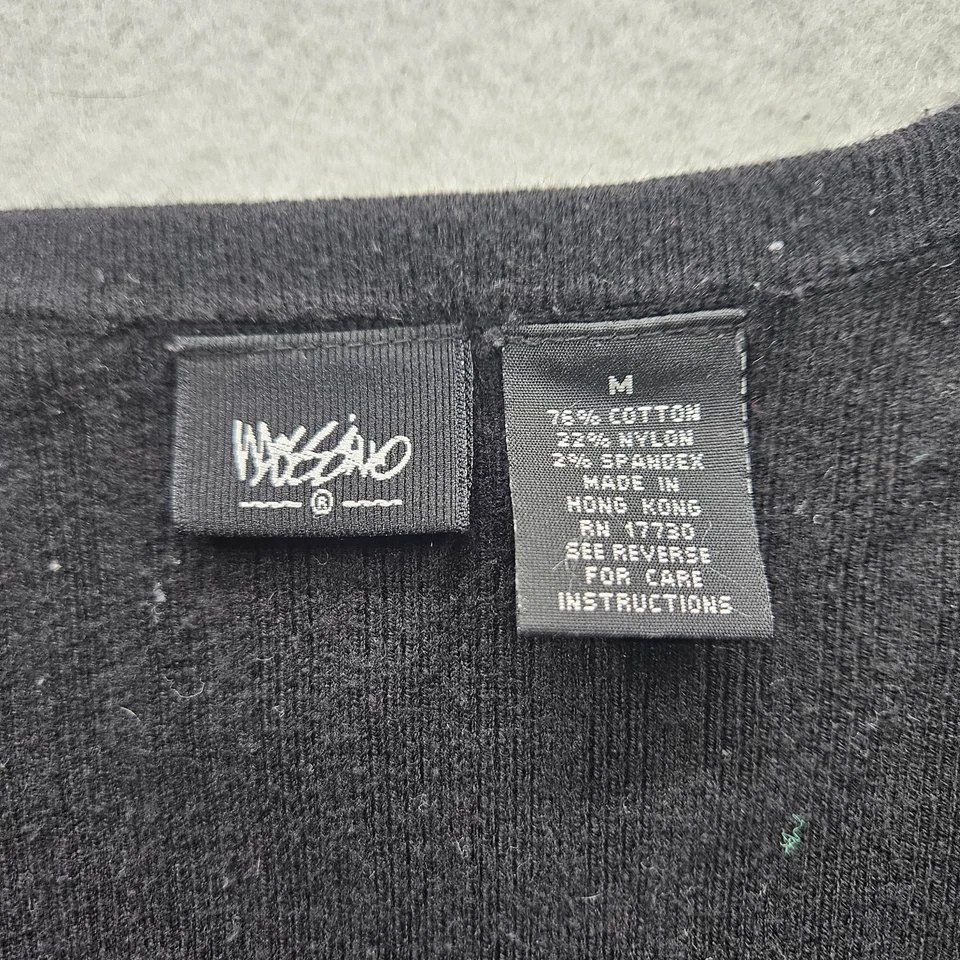 Mossimo
®
M
76% COTTON
22% NYLON
2% SPANDEX
MADE IN
HONG KONG
RN 17730
SEE REVERSE
FOR CARE
INSTRUCTIONS